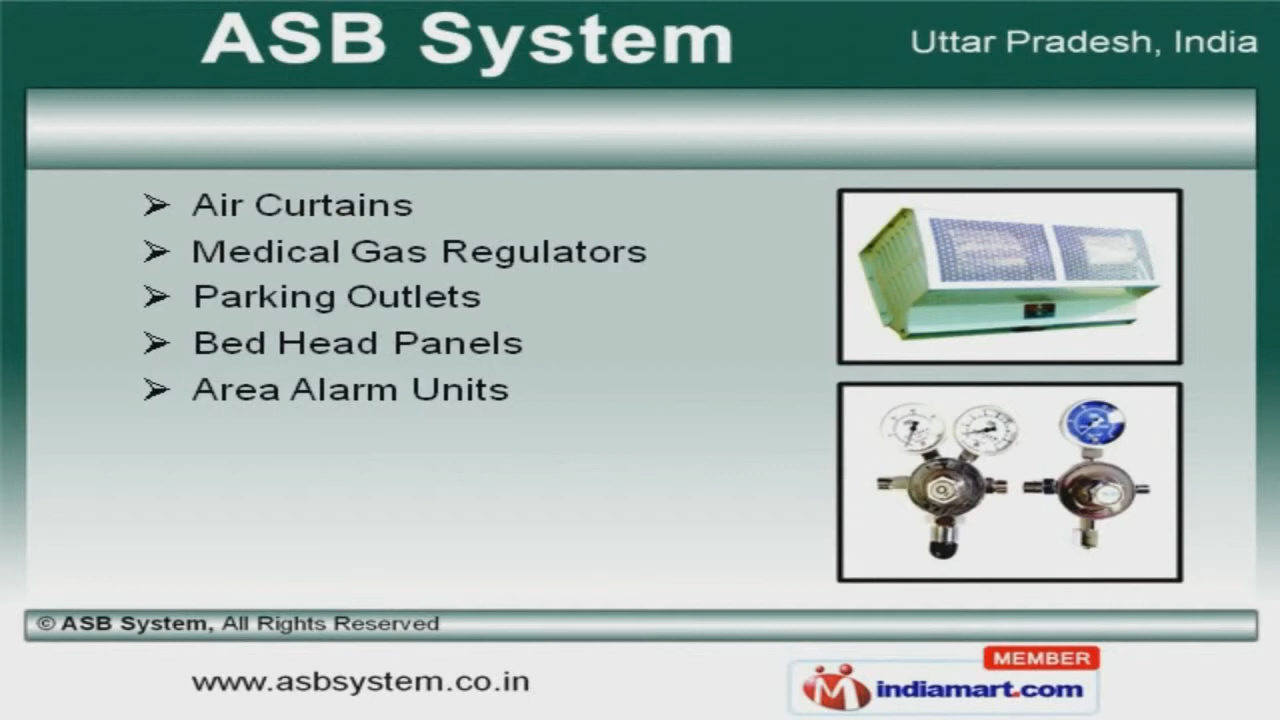 ASB System
Uttar Pradesh, India
➢ Air Curtains
➢ Medical Gas Regulators
➢ Parking Outlets
➢ Bed Head Panels
➢ Area Alarm Units
© ASB System, All Rights Reserved
www.asbsystem.co.in
MEMBER
indiamart.com